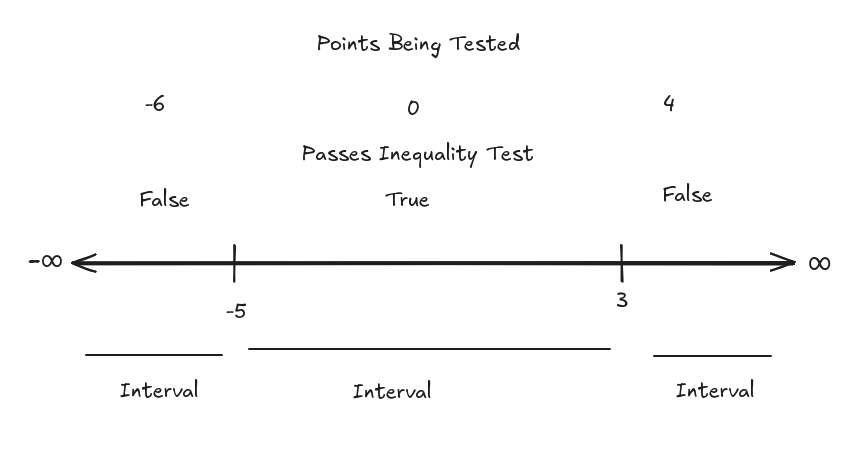 Points Being Tested
-6 0 4
Passes Inequality Test
False True False
-∞ ∞
-5 3
Interval Interval Interval